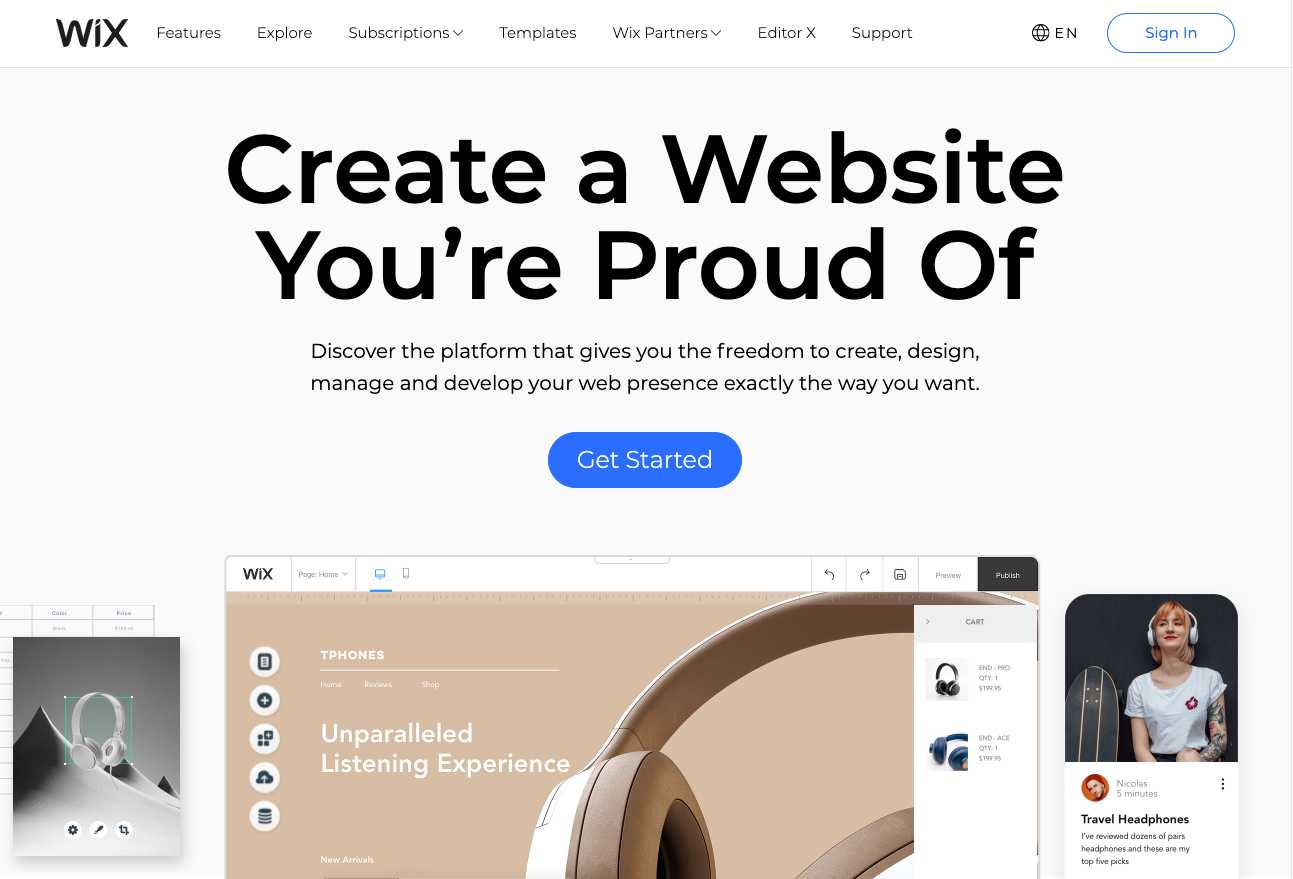 WiX Features Explore Subscriptions Templates Wix Partners Editor X Support EN Sign In
Create a Website
You’re Proud Of
Discover the platform that gives you the freedom to create, design,
manage and develop your web presence exactly the way you want.
Get Started
WiX Page: Home Preview Publish
Color Price
CART
TPHONES
Home Reviews Shop
END - PRO
QTY: 1
$199.95
Unparalleled
Listening Experience
END - ACE
QTY: 1
$199.95
New Arrivals
Nicolas
5 minutes
Travel Headphones
I've reviewed dozens of pairs
headphones and these are my
top five picks